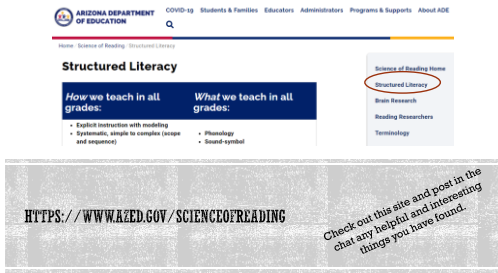 ARIZONA DEPARTMENT
OF EDUCATION
COVID-19 Students & Families Educators Administrators Programs & Supports About ADE
Home Science of Reading Structured Literacy
Structured Literacy
How we teach in all
grades:
What we teach in all
grades:
• Explicit instruction with modeling
• Systematic, simple to complex (scope
and sequence)
• Phonology
• Sound-symbol
Science of Reading Home
Structured Literacy
Brain Research
Reading Researchers
Terminology
HTTPS://WWW.AZED.GOV/SCIENCEOFREADING
Check out this site and post in the
chat any helpful and interesting
things you have found.